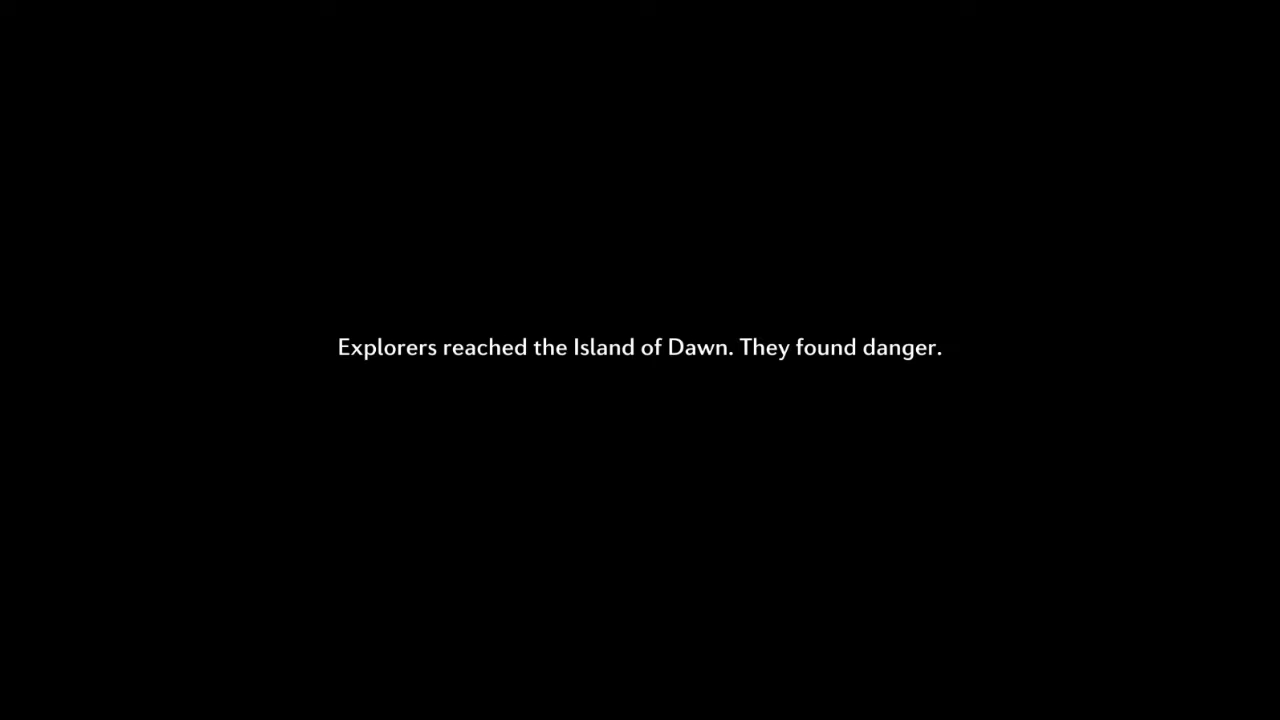 Explorers reached the Island of Dawn. They found danger.